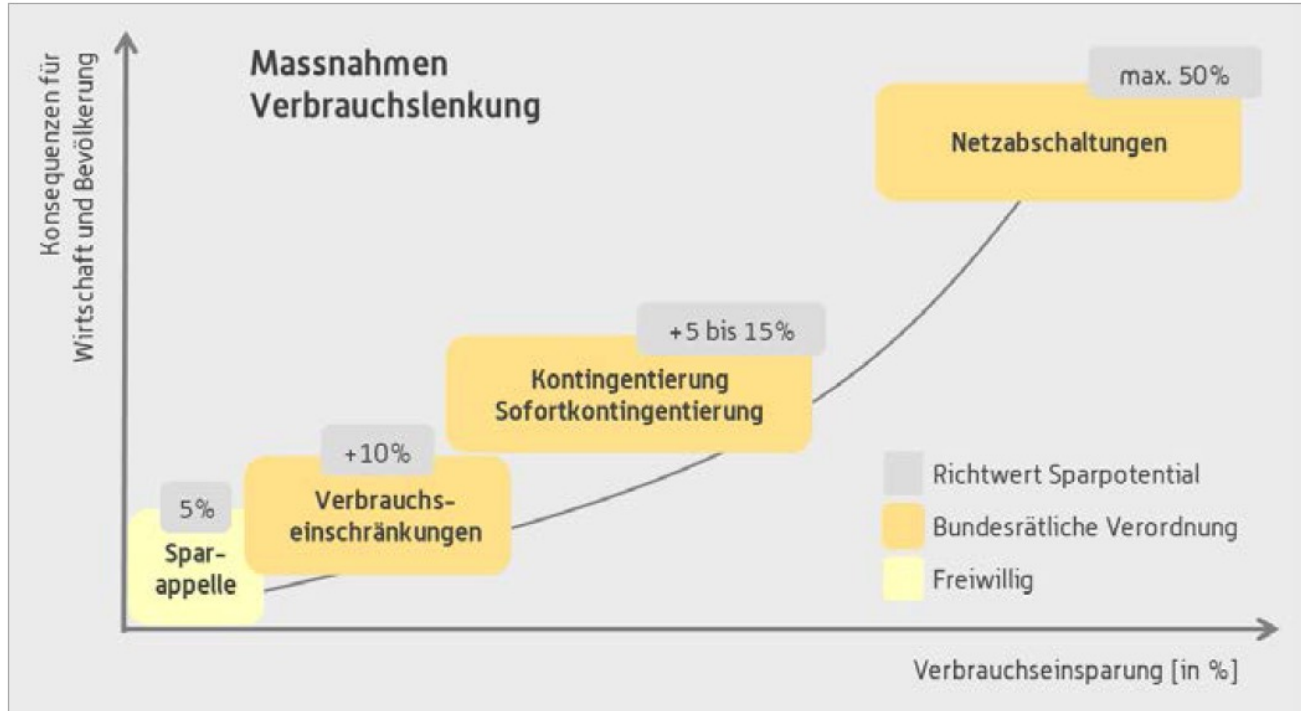 Massnahmen
Verbrauchslenkung
Konsequenzen für
Wirtschaft und Bevölkerung
max. 50%
Netzabschaltungen
+5 bis 15%
Kontingentierung
Sofortkontingentierung
+10%
Verbrauchs-
einschränkungen
5%
Spar-
appelle
Richtwert Sparpotential
Bundesrätliche Verordnung
Freiwillig
Verbrauchseinsparung [in %]